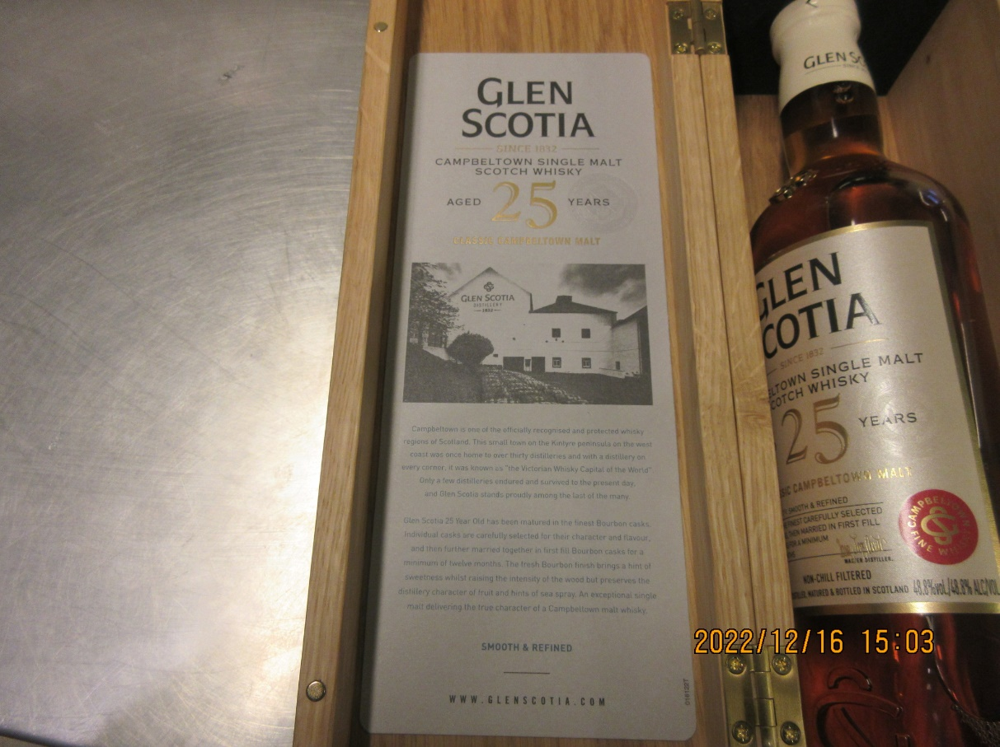 GLEN
SCOTIA
SINCE 1832
CAMPBELTOWN SINGLE MALT
SCOTCH WHISKY
AGED 25 YEARS
CLASSIC CAMPBELTOWN MALT
GLEN SCOTIA
DISTILLERY
1832
Campbeltown is one of the officially recognised and protected whisky
regions of Scotland. This small town on the Kintyre peninsula on the west
coast was once home to over thirty distilleries and with a distillery on
every corner, it was known as "the Victorian Whisky Capital of the World".
Only a few distilleries endured and survived to the present day,
and Glen Scotia stands proudly among the last of the many.
Glen Scotia 25 Year Old has been matured in the finest Bourbon casks.
Individual casks are carefully selected for their character and flavour,
and then further married together in first fill Bourbon casks for a
minimum of twelve months. The fresh Bourbon finish brings a hint of
sweetness whilst raising the intensity of the wood but preserves the
distillery character of fruit and hints of sea spray. An exceptional single
malt delivering the true character of a Campbeltown malt whisky.
SMOOTH & REFINED
WWW.GLENSCOTIA.COM
GLEN SC
GLEN
COTIA
SINCE 1832
ELTOWN SINGLE MALT
COTCH WHISKY
25 YEARS
SIC CAMPBELTOWN MALT
SMOOTH & REFINED
FINEST CAREFULLY SELECTED
THEN MARRIED IN FIRST FILL
FOR A MINIMUM
MASTER DISTILLER
CAMPBELTOWN
FINE WHISKY
NON-CHILL FILTERED
MATURED & BOTTLED IN SCOTLAND 48.8%vol/48.8% ALC/VOL
2022/12/16 15:03